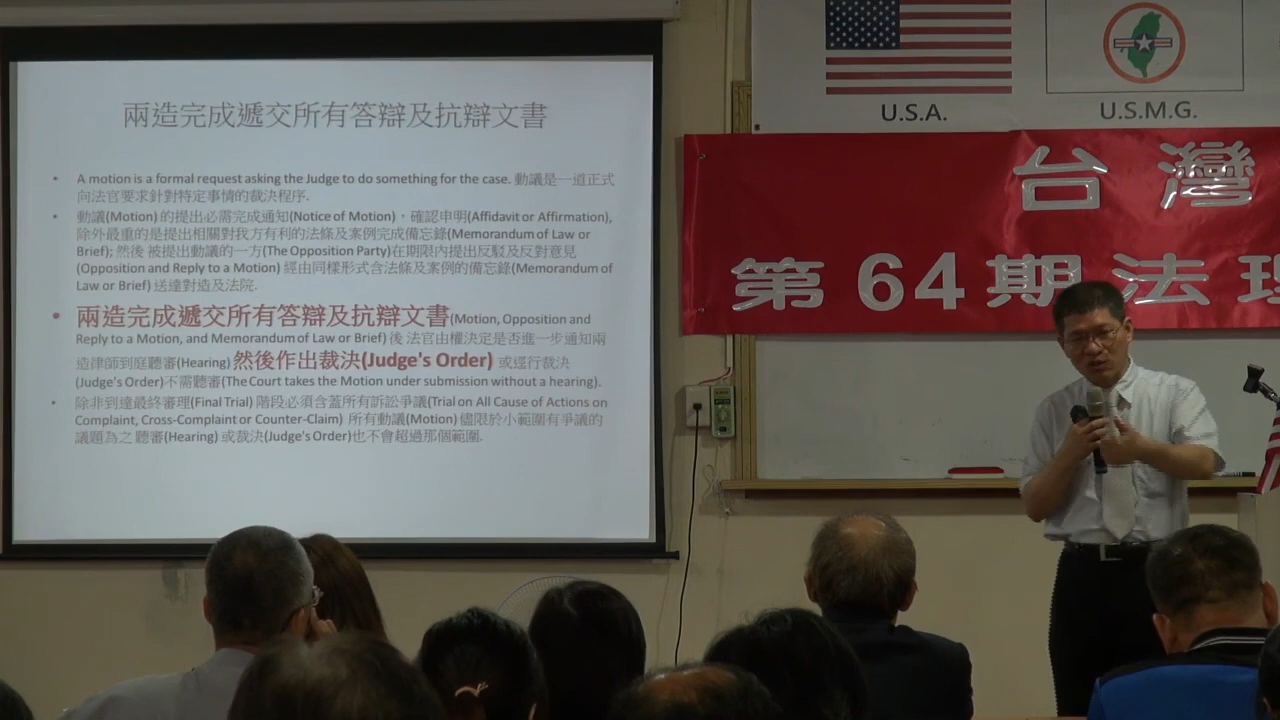 兩造完成遞交所有答辯及抗辯文書
• A motion is a formal request asking the Judge to do something for the case. 動議是一道正式
向法官要求針對特定事情的裁決程序.
• 動議(Motion) 的提出必需完成通知(Notice of Motion)，確認申明(Affidavit or Affirmation),
除外最重的是提出相關對我方有利的法條及案例完成備忘錄(Memorandum of Law or
Brief); 然後 被提出動議的一方(The Opposition Party)在期限內提出反駁及反對意見
(Opposition and Reply to a Motion) 經由同樣形式含法條及案例的備忘錄(Memorandum of
Law or Brief) 送達對造及法院.
• 兩造完成遞交所有答辯及抗辯文書(Motion, Opposition and
Reply to a Motion, and Memorandum of Law or Brief) 後 法官由權決定是否進一步通知兩
造律師到庭聽審(Hearing) 然後作出裁決(Judge's Order) 或逕行裁決
(Judge's Order)不需聽審(The Court takes the Motion under submission without a hearing).
• 除非到達最終審理(Final Trial) 階段必須含蓋所有訴訟爭議(Trial on All Cause of Actions on
Complaint, Cross-Complaint or Counter-Claim) 所有動議(Motion) 儘限於小範圍有爭議的
議題為之 聽審(Hearing) 或裁決(Judge's Order)也不會超過那個範圍.
U.S.A.
U.S.M.G.
台灣
第64期法理